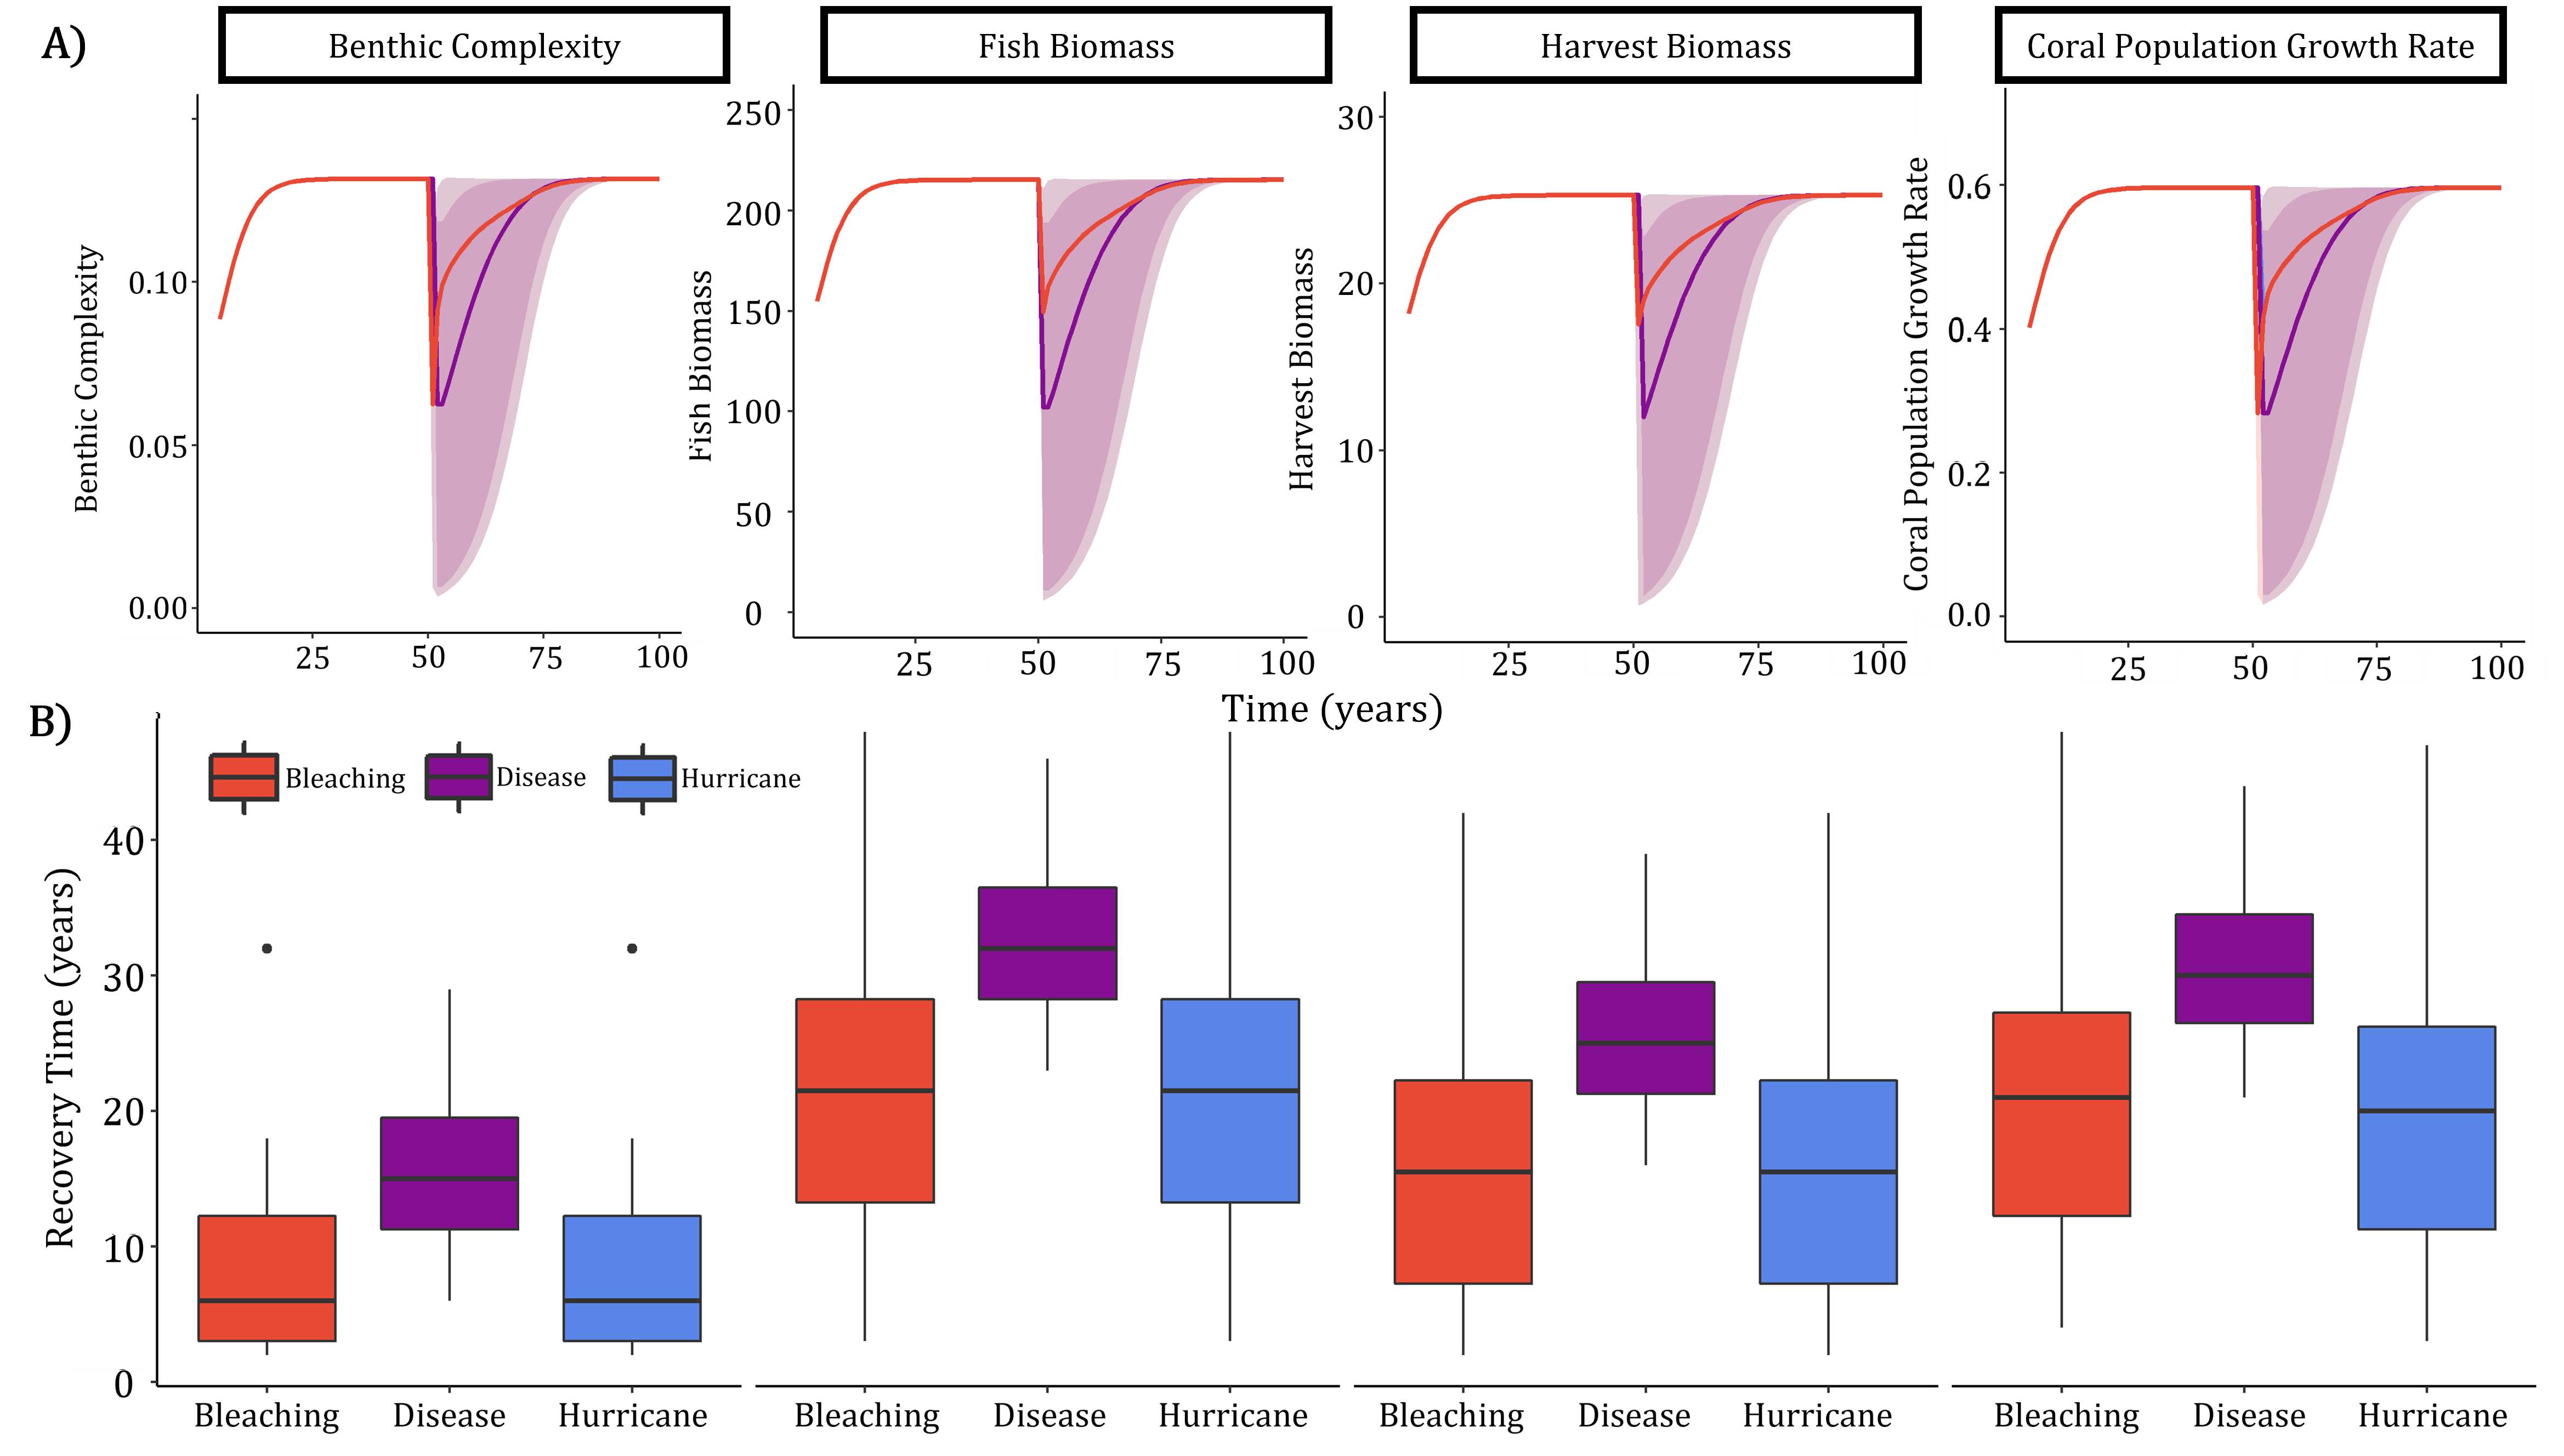 A)
Benthic Complexity
Fish Biomass
Harvest Biomass
Coral Population Growth Rate
Benthic Complexity
0.10
0.05
0.00
25 50 75 100
Fish Biomass
250
200
150
100
50
0
25 50 75 100
Harvest Biomass
30
20
10
0
25 50 75 100
Coral Population Growth Rate
0.6
0.4
0.2
0.0
25 50 75 100
Time (years)
B)
Bleaching Disease Hurricane
Recovery Time (years)
40
30
20
10
0
Bleaching Disease Hurricane
Bleaching Disease Hurricane
Bleaching Disease Hurricane
Bleaching Disease Hurricane